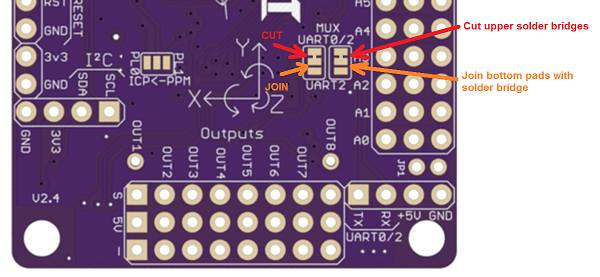 RST
GND
RESET
A5
A4
A3
A2
A1
A0
MUX
UART0/2
UART2
CUT
JOIN
Cut upper solder bridges
Join bottom pads with
solder bridge
3v3
GND
I²C
SDA
SCL
GND
3V3
PL0
PL1
ICP<-PPM
Y
X
Z
Outputs
OUT1
OUT2
OUT3
OUT4
OUT5
OUT6
OUT7
OUT8
JP1
V2.4
S
5V
-
TX
RX
+5V
GND
UART0/2